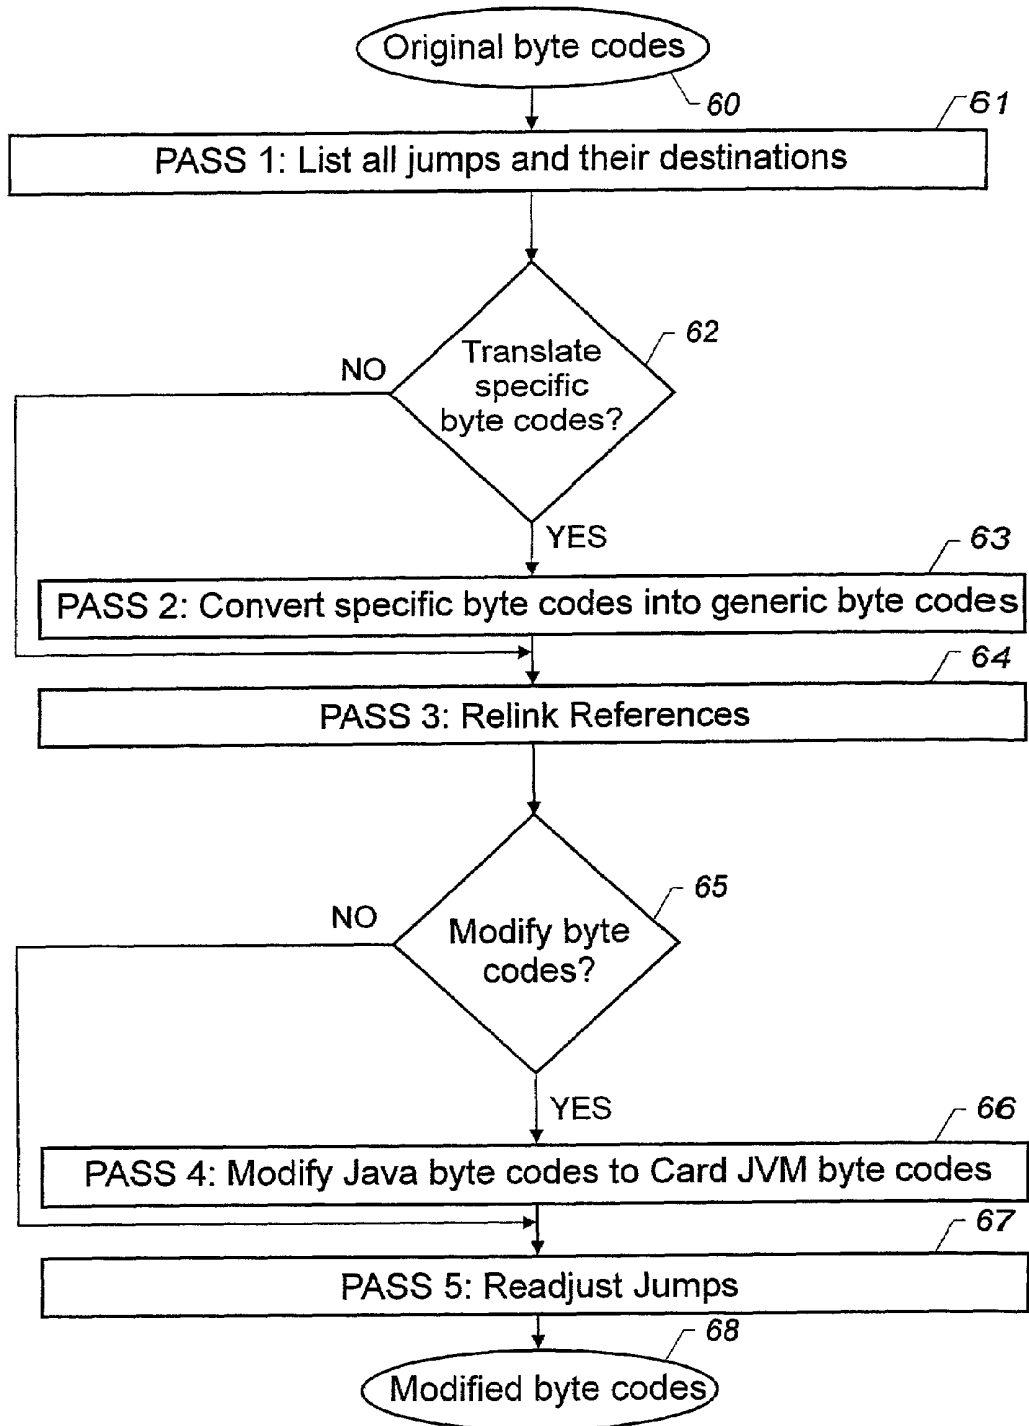 Original byte codes
60
61
PASS 1: List all jumps and their destinations
62
Translate
specific
byte codes?
NO
YES
63
PASS 2: Convert specific byte codes into generic byte codes
64
PASS 3: Relink References
65
Modify byte
codes?
NO
YES
66
PASS 4: Modify Java byte codes to Card JVM byte codes
67
PASS 5: Readjust Jumps
68
Modified byte codes